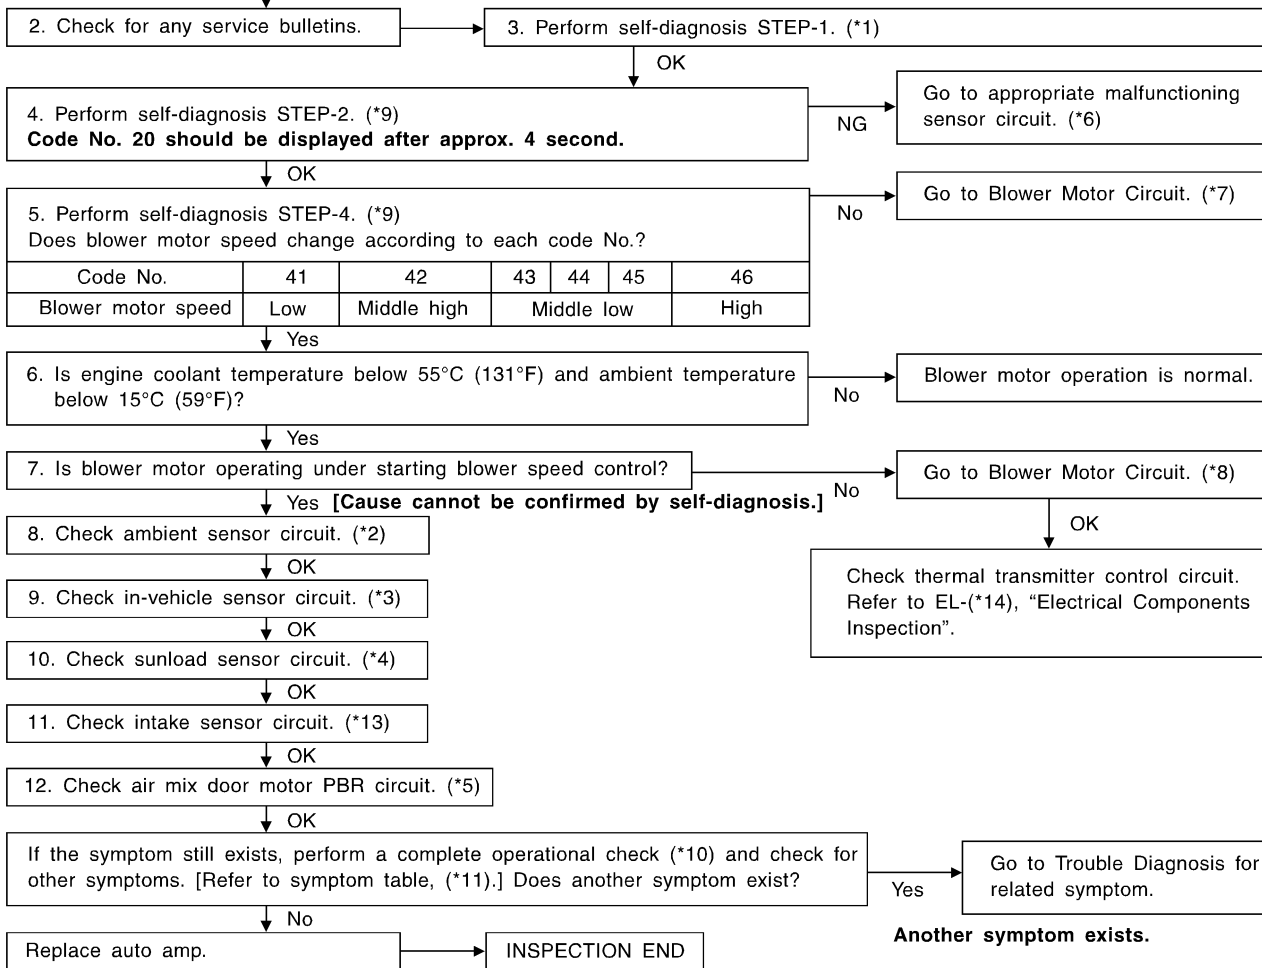 2. Check for any service bulletins.
3. Perform self-diagnosis STEP-1. (*1)
OK
4. Perform self-diagnosis STEP-2. (*9)
Code No. 20 should be displayed after approx. 4 second.
NG
Go to appropriate malfunctioning
sensor circuit. (*6)
OK
5. Perform self-diagnosis STEP-4. (*9)
Does blower motor speed change according to each code No.?
No
Go to Blower Motor Circuit. (*7)
Code No. 41 42 43 44 45 46
Blower motor speed Low Middle high Middle low High
Yes
6. Is engine coolant temperature below 55°C (131°F) and ambient temperature
below 15°C (59°F)?
No
Blower motor operation is normal.
Yes
7. Is blower motor operating under starting blower speed control?
No
Go to Blower Motor Circuit. (*8)
Yes [Cause cannot be confirmed by self-diagnosis.]
OK
Check thermal transmitter control circuit.
Refer to EL-(*14), “Electrical Components
Inspection”.
8. Check ambient sensor circuit. (*2)
OK
9. Check in-vehicle sensor circuit. (*3)
OK
10. Check sunload sensor circuit. (*4)
OK
11. Check intake sensor circuit. (*13)
OK
12. Check air mix door motor PBR circuit. (*5)
OK
If the symptom still exists, perform a complete operational check (*10) and check for
other symptoms. [Refer to symptom table, (*11).] Does another symptom exist?
Yes
Go to Trouble Diagnosis for
related symptom.
Another symptom exists.
No
Replace auto amp.
INSPECTION END